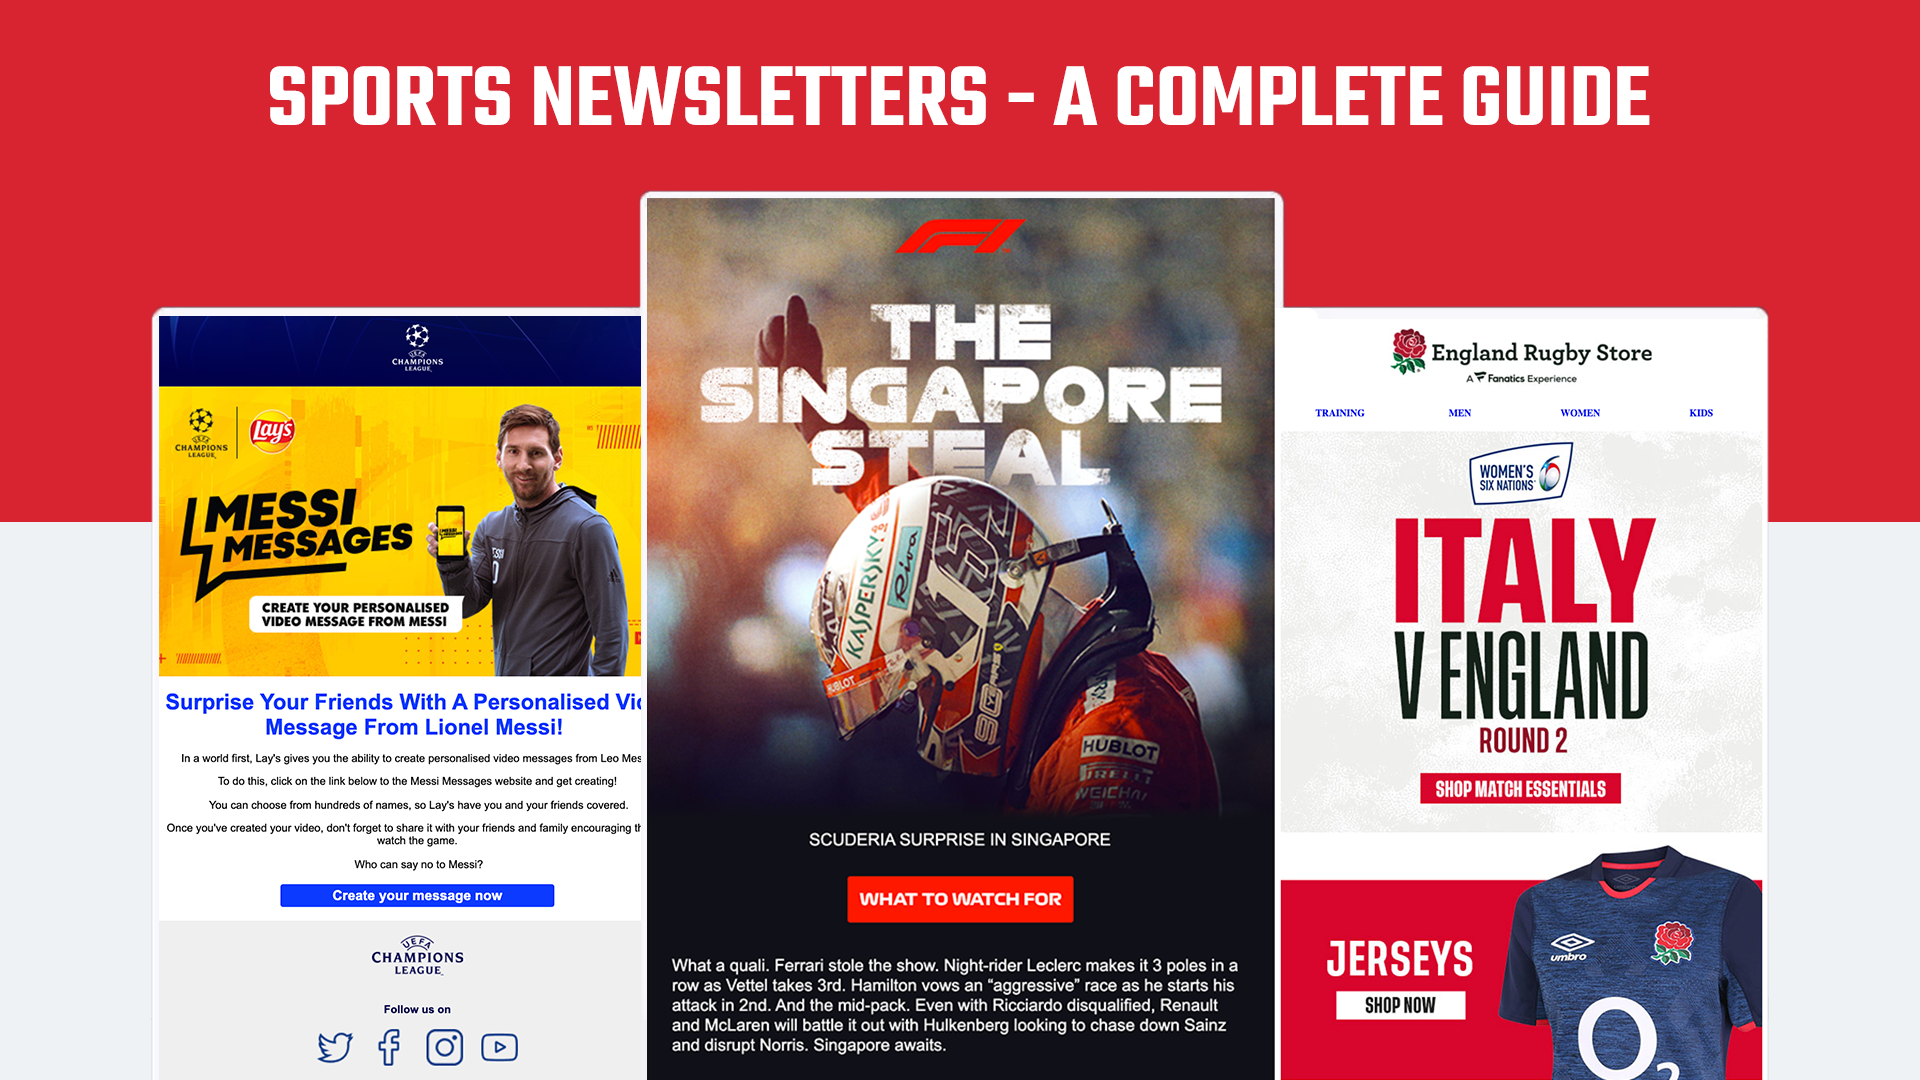 SPORTS NEWSLETTERS - A COMPLETE GUIDE
UEFA
CHAMPIONS
LEAGUE
UEFA
CHAMPIONS
LEAGUE
Lay's
MESSI
MESSAGES
CREATE YOUR PERSONALISED
VIDEO MESSAGE FROM MESSI
Surprise Your Friends With A Personalised Vid
Message From Lionel Messi!
In a world first, Lay's gives you the ability to create personalised video messages from Leo Mes
To do this, click on the link below to the Messi Messages website and get creating!
You can choose from hundreds of names, so Lay's have you and your friends covered.
Once you've created your video, don't forget to share it with your friends and family encouraging th
watch the game.
Who can say no to Messi?
Create your message now
UEFA
CHAMPIONS
LEAGUE
Follow us on
F1
THE
SINGAPORE
STEAL
KASPERSKY
Riva
16
HUBLOT
HUBLOT
PIRELLI
WEICHAI
SCUDERIA SURPRISE IN SINGAPORE
WHAT TO WATCH FOR
What a quali. Ferrari stole the show. Night-rider Leclerc makes it 3 poles in a
row as Vettel takes 3rd. Hamilton vows an “aggressive” race as he starts his
attack in 2nd. And the mid-pack. Even with Ricciardo disqualified, Renault
and McLaren will battle it out with Hulkenberg looking to chase down Sainz
and disrupt Norris. Singapore awaits.
England Rugby Store
A Fanatics Experience
TRAINING MEN WOMEN KIDS
WOMEN'S
SIX NATIONS
ITALY
V ENGLAND
ROUND 2
SHOP MATCH ESSENTIALS
JERSEYS
SHOP NOW
umbro
O2